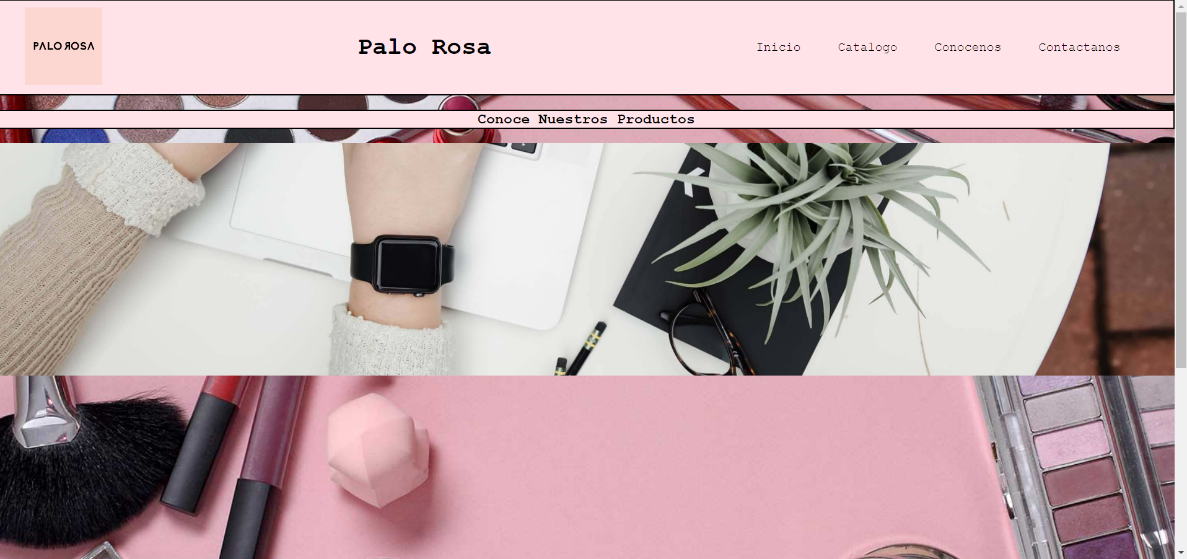 PALO ROSA
Palo Rosa
Inicio
Catalogo
Conocenos
Contactanos
Conoce Nuestros Productos